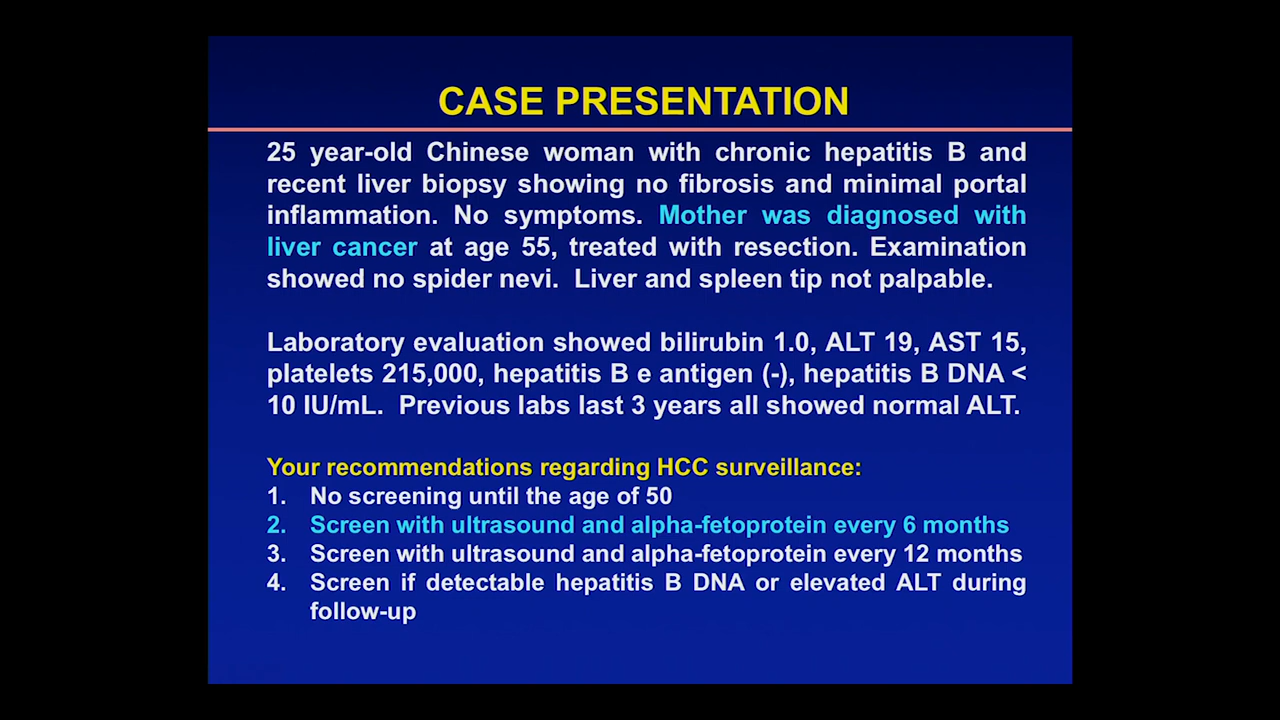 CASE PRESENTATION
25 year-old Chinese woman with chronic hepatitis B and
recent liver biopsy showing no fibrosis and minimal portal
inflammation. No symptoms. Mother was diagnosed with
liver cancer at age 55, treated with resection. Examination
showed no spider nevi. Liver and spleen tip not palpable.
Laboratory evaluation showed bilirubin 1.0, ALT 19, AST 15,
platelets 215,000, hepatitis B e antigen (-), hepatitis B DNA <
10 IU/mL. Previous labs last 3 years all showed normal ALT.
Your recommendations regarding HCC surveillance:
1. No screening until the age of 50
2. Screen with ultrasound and alpha-fetoprotein every 6 months
3. Screen with ultrasound and alpha-fetoprotein every 12 months
4. Screen if detectable hepatitis B DNA or elevated ALT during
follow-up